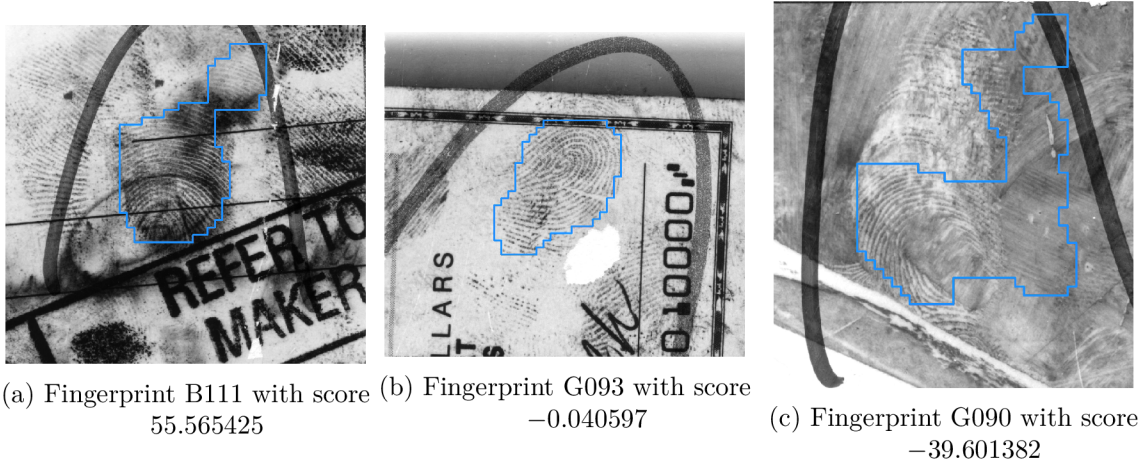 REFER TO
MAKER
LLARS
0 10000
(a) Fingerprint B111 with score
55.565425
(b) Fingerprint G093 with score
−0.040597
(c) Fingerprint G090 with score
−39.601382